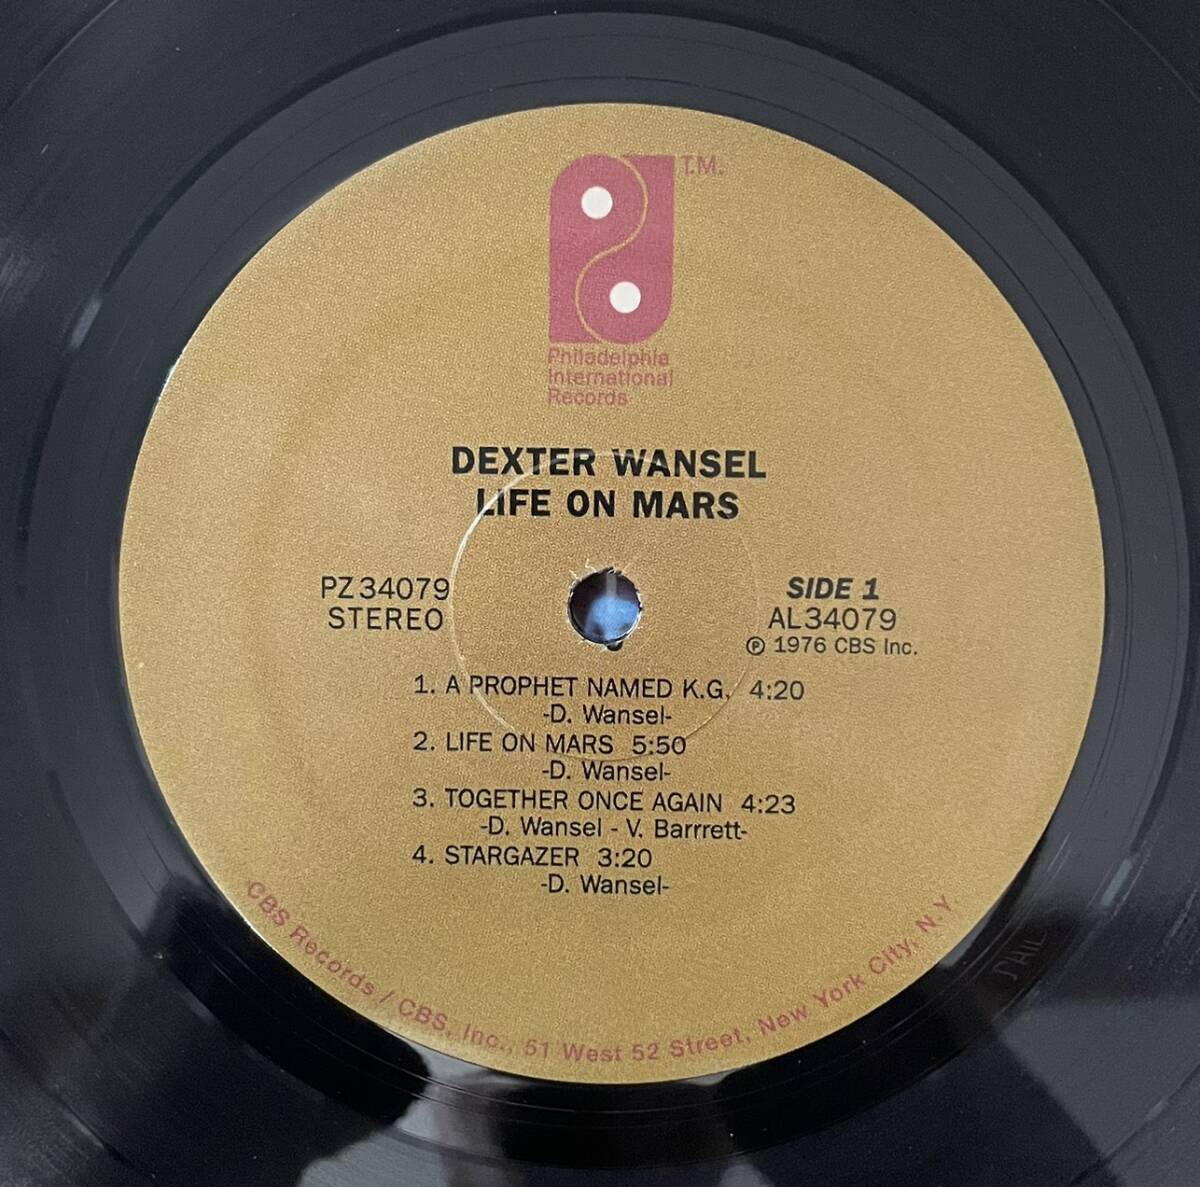 T.M.
Philadelphia
International
Records
DEXTER WANSEL
LIFE ON MARS
PZ 34079
STEREO
SIDE 1
AL34079
Ⓟ 1976 CBS Inc.
1. A PROPHET NAMED K.G. 4:20
-D. Wansel-
2. LIFE ON MARS 5:50
-D. Wansel-
3. TOGETHER ONCE AGAIN 4:23
-D. Wansel - V. Barrrett-
4. STARGAZER 3:20
-D. Wansel-
CBS Records / CBS, Inc., 51 West 52 Street, New York City, N.Y.